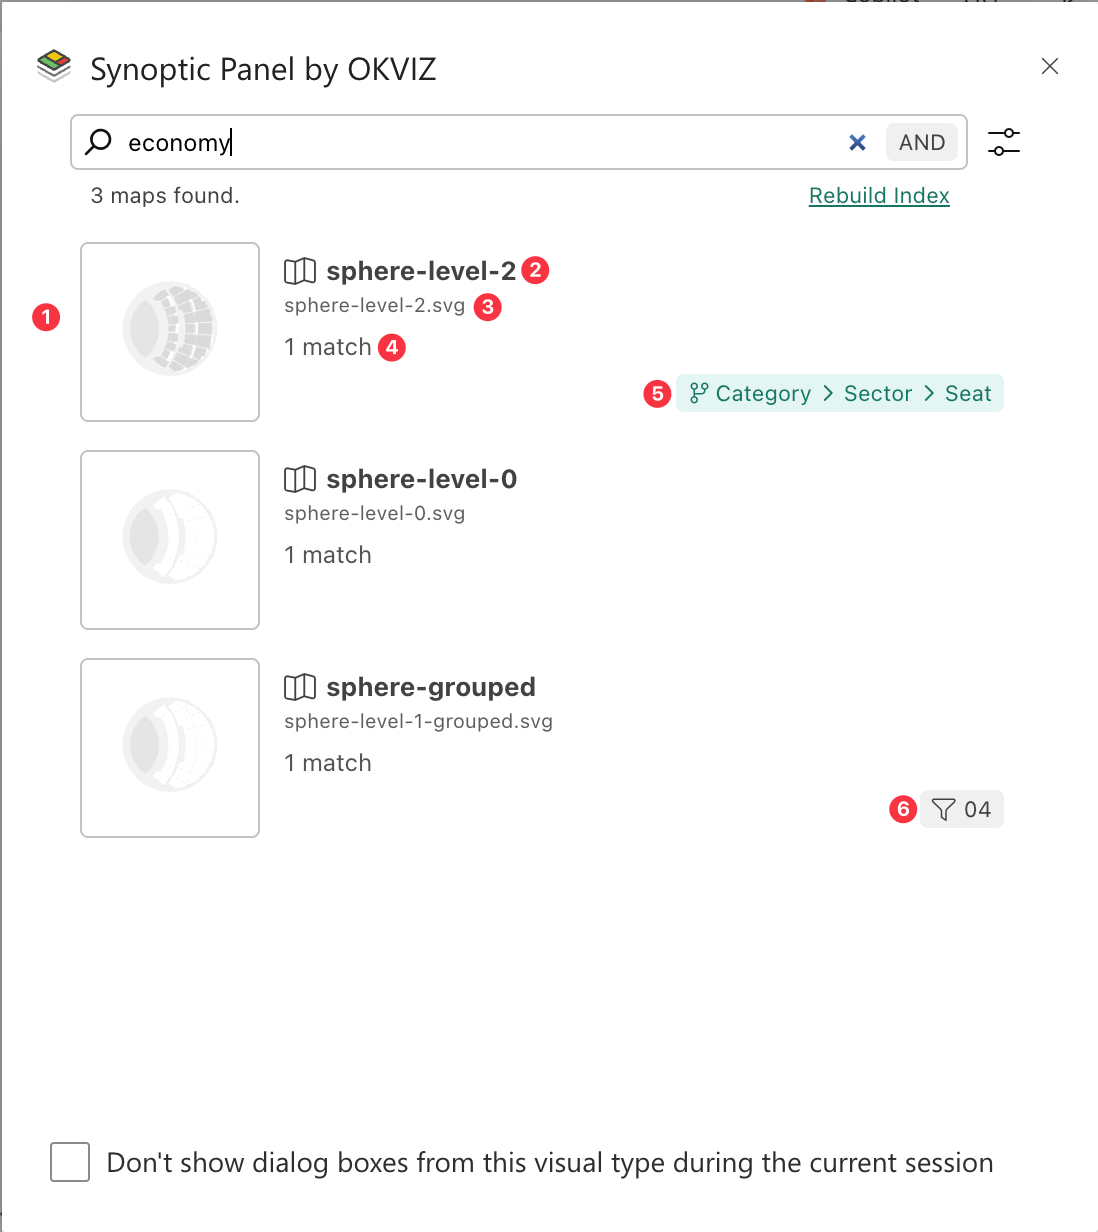 Synoptic Panel by OKVIZ
economy
AND
3 maps found.
Rebuild Index
1
sphere-level-2 2
sphere-level-2.svg 3
1 match 4
5 Category > Sector > Seat
sphere-level-0
sphere-level-0.svg
1 match
sphere-grouped
sphere-level-1-grouped.svg
1 match
6 04
Don't show dialog boxes from this visual type during the current session